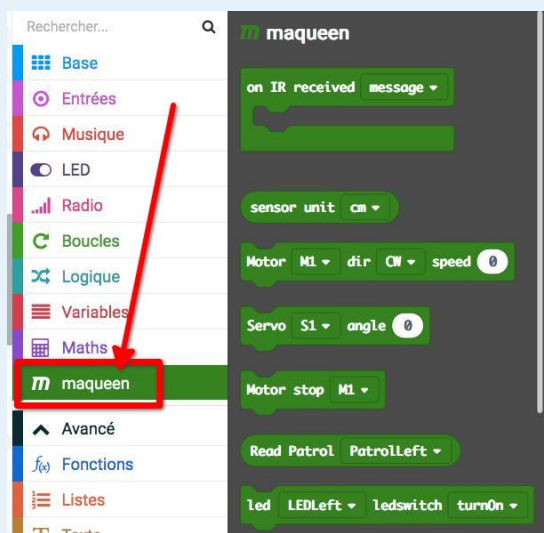 Rechercher...
Base
Entrées
Musique
LED
Radio
Boucles
Logique
Variables
Maths
maqueen
Avancé
Fonctions
Listes
maqueen
on IR received message
sensor unit cm
Motor M1 dir CW speed 0
Servo S1 angle 0
Motor stop M1
Read Patrol PatrolLeft
led LEDLeft ledswitch turnOn